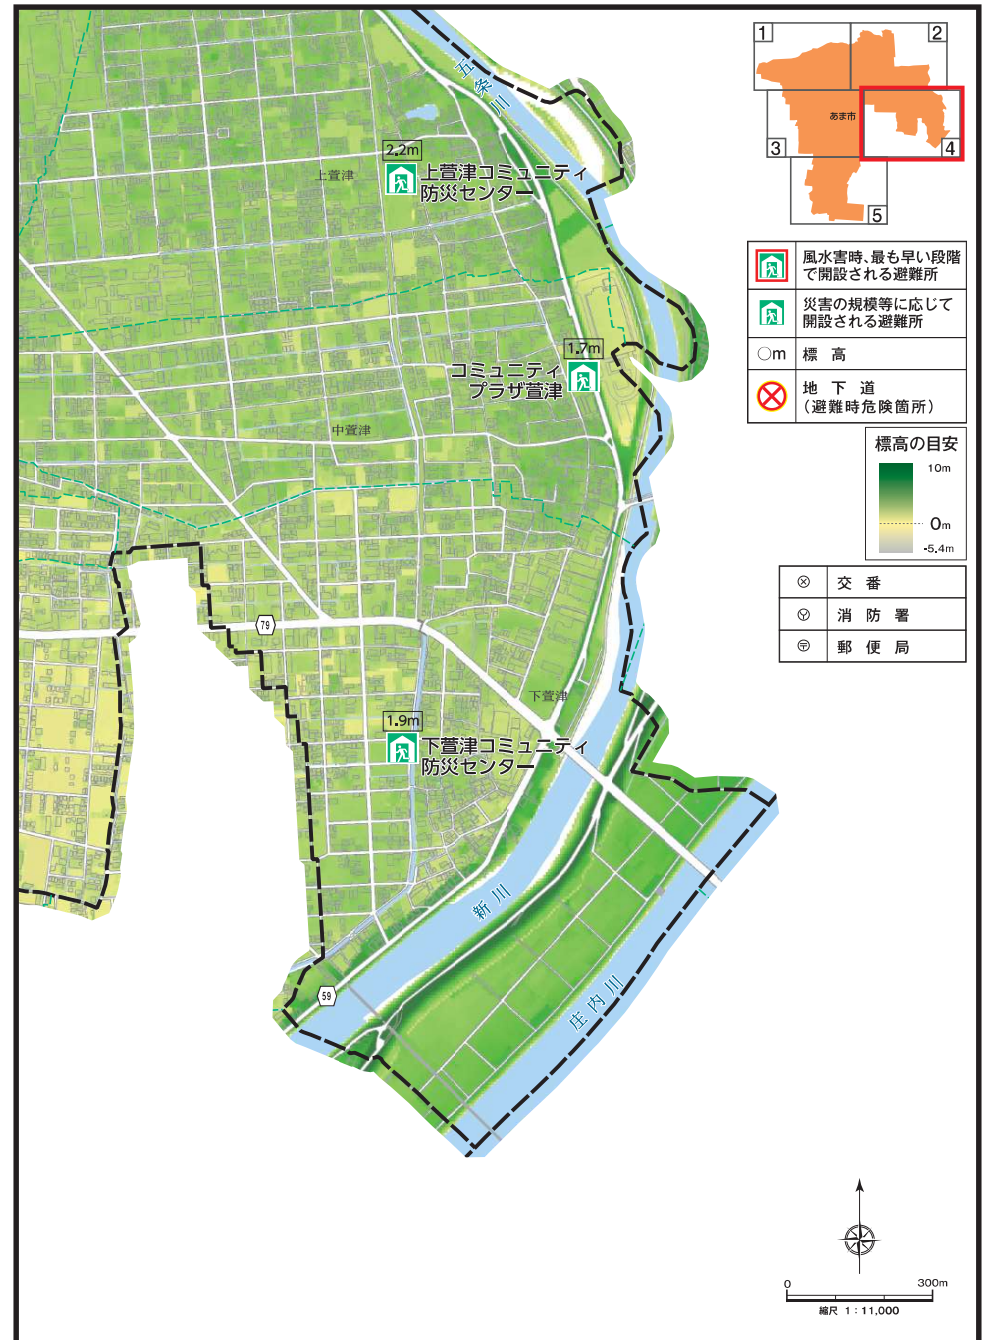 五条川
2.2m
上萱津コミュニティ
防災センター
上萱津
1.7m
コミュニティ
プラザ萱津
中萱津
79
下萱津
1.9m
下萱津コミュニティ
防災センター
新川
59
庄内川
1
2
あま市
3
4
5
風水害時、最も早い段階
で開設される避難所
災害の規模等に応じて
開設される避難所
○m 標高
地下道
(避難時危険箇所)
標高の目安
10m
0m
-5.4m
交番
消防署
郵便局
0 300m
縮尺 1:11,000